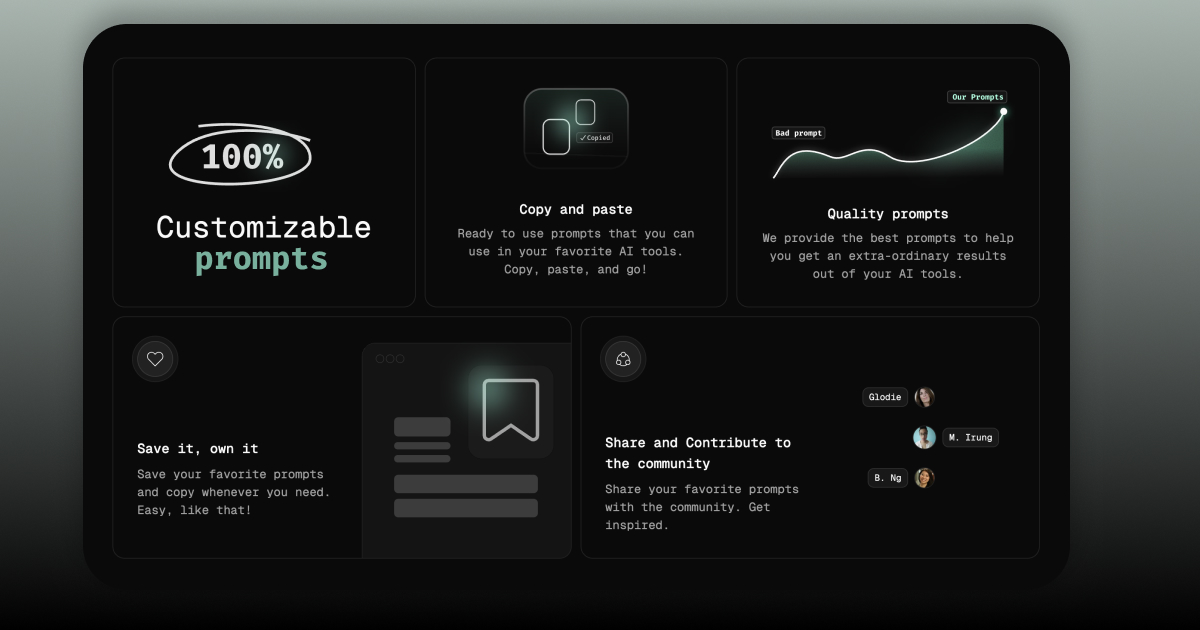 100%
Customizable
prompts
Copied
Copy and paste
Ready to use prompts that you can
use in your favorite AI tools.
Copy, paste, and go!
Our Prompts
Bad prompt
Quality prompts
We provide the best prompts to help
you get an extra-ordinary results
out of your AI tools.
Save it, own it
Save your favorite prompts
and copy whenever you need.
Easy, like that!
Share and Contribute to
the community
Share your favorite prompts
with the community. Get
inspired.
Glodie
M. Irung
B. Ng